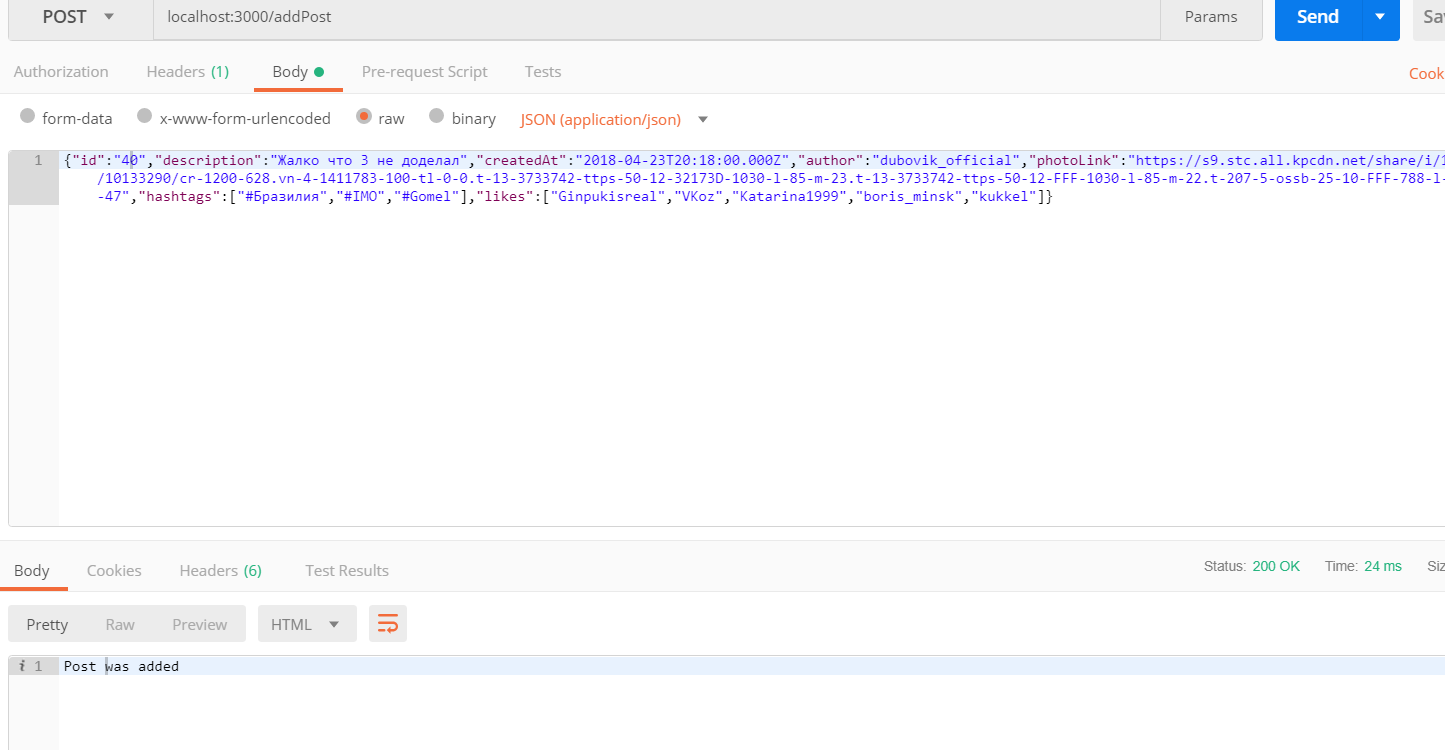 POST localhost:3000/addPost Params Send
Authorization Headers (1) Body Pre-request Script Tests
form-data x-www-form-urlencoded raw binary JSON (application/json)
1 {"id":"40","description":"Жалко что 3 не доделал","createdAt":"2018-04-23T20:18:00.000Z","author":"dubovik_official","photoLink":"https://s9.stc.all.kpcdn.net/share/i/1
/10133290/cr-1200-628.vn-4-1411783-100-tl-0-0.t-13-3733742-ttps-50-12-32173D-1030-l-85-m-23.t-13-3733742-ttps-50-12-FFF-1030-l-85-m-22.t-207-5-ossb-25-10-FFF-788-l-
-47","hashtags":["#Бразилия","#IMO","#Gomel"],"likes":["Ginpukisreal","VKoz","Katarina1999","boris_minsk","kukkel"]}
Body Cookies Headers (6) Test Results Status: 200 OK Time: 24 ms
Pretty Raw Preview HTML
i 1 Post was added